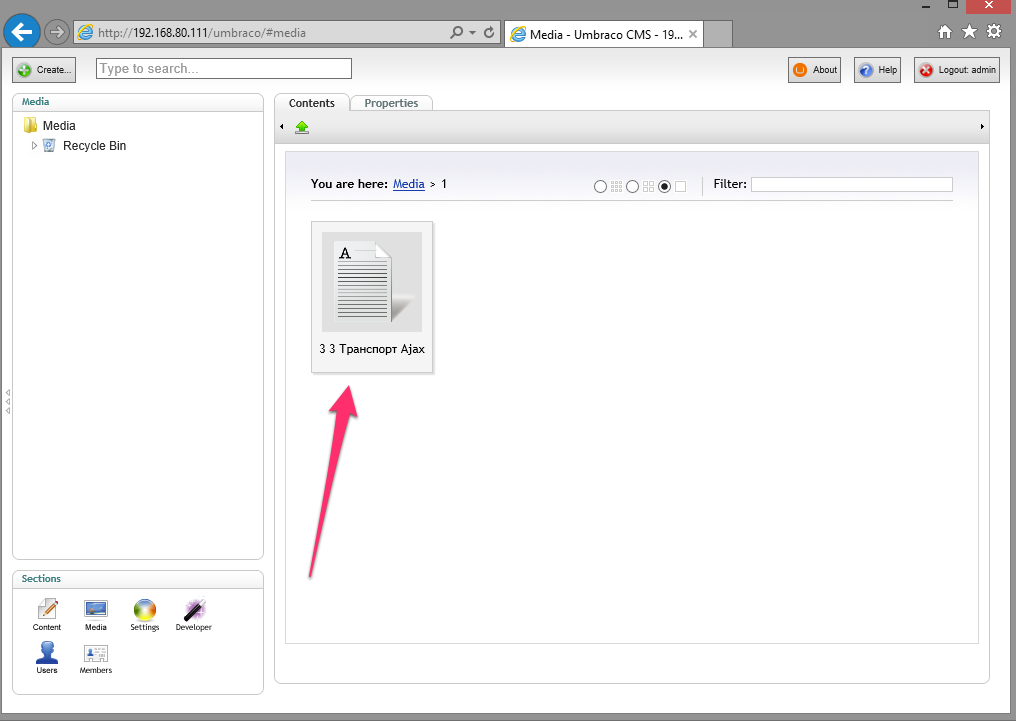 http://192.168.80.111/umbraco/#media
Media - Umbraco CMS - 19...
Create...
Type to search...
About
Help
Logout: admin
Media
Media
Recycle Bin
Contents
Properties
You are here: Media > 1
Filter:
A
3 3 Транспорт Ajax
Sections
Content
Media
Settings
Developer
Users
Members